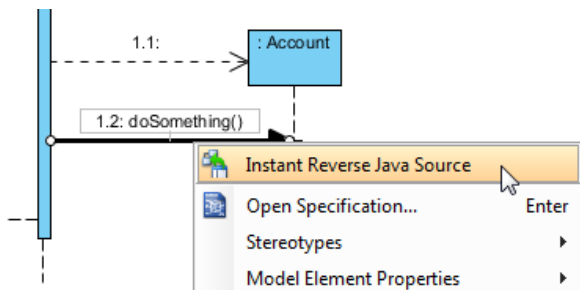 1.1:
: Account
1.2: doSomething()
Instant Reverse Java Source
Open Specification... Enter
Stereotypes
Model Element Properties